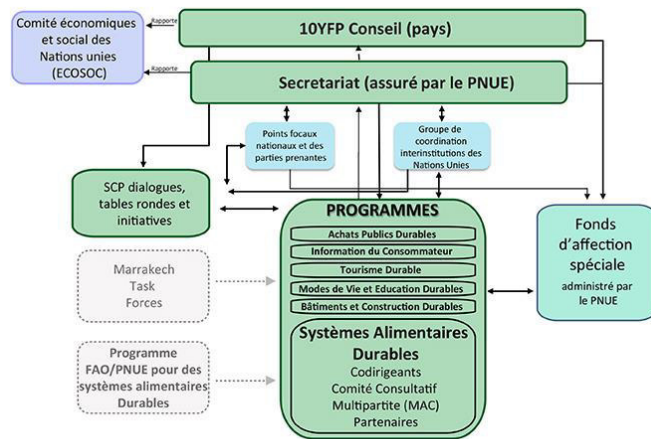 Comité économiques
et social des
Nations unies
(ECOSOC)
Rapporte
10YFP Conseil (pays)
Rapporte
Secretariat (assuré par le PNUE)
Points focaux
nationaux et des
parties prenantes
Groupe de
coordination
interinstitutions des
Nations Unies
SCP dialogues,
tables rondes et
initiatives
Marrakech
Task
Forces
Programme
FAO/PNUE pour des
systèmes alimentaires
Durables
PROGRAMMES
Achats Publics Durables
Information du Consommateur
Tourisme Durable
Modes de Vie et Education Durables
Bâtiments et Construction Durables
Systèmes Alimentaires
Durables
Codirigeants
Comité Consultatif
Multipartite (MAC)
Partenaires
Fonds
d'affection
spéciale
administré par
le PNUE